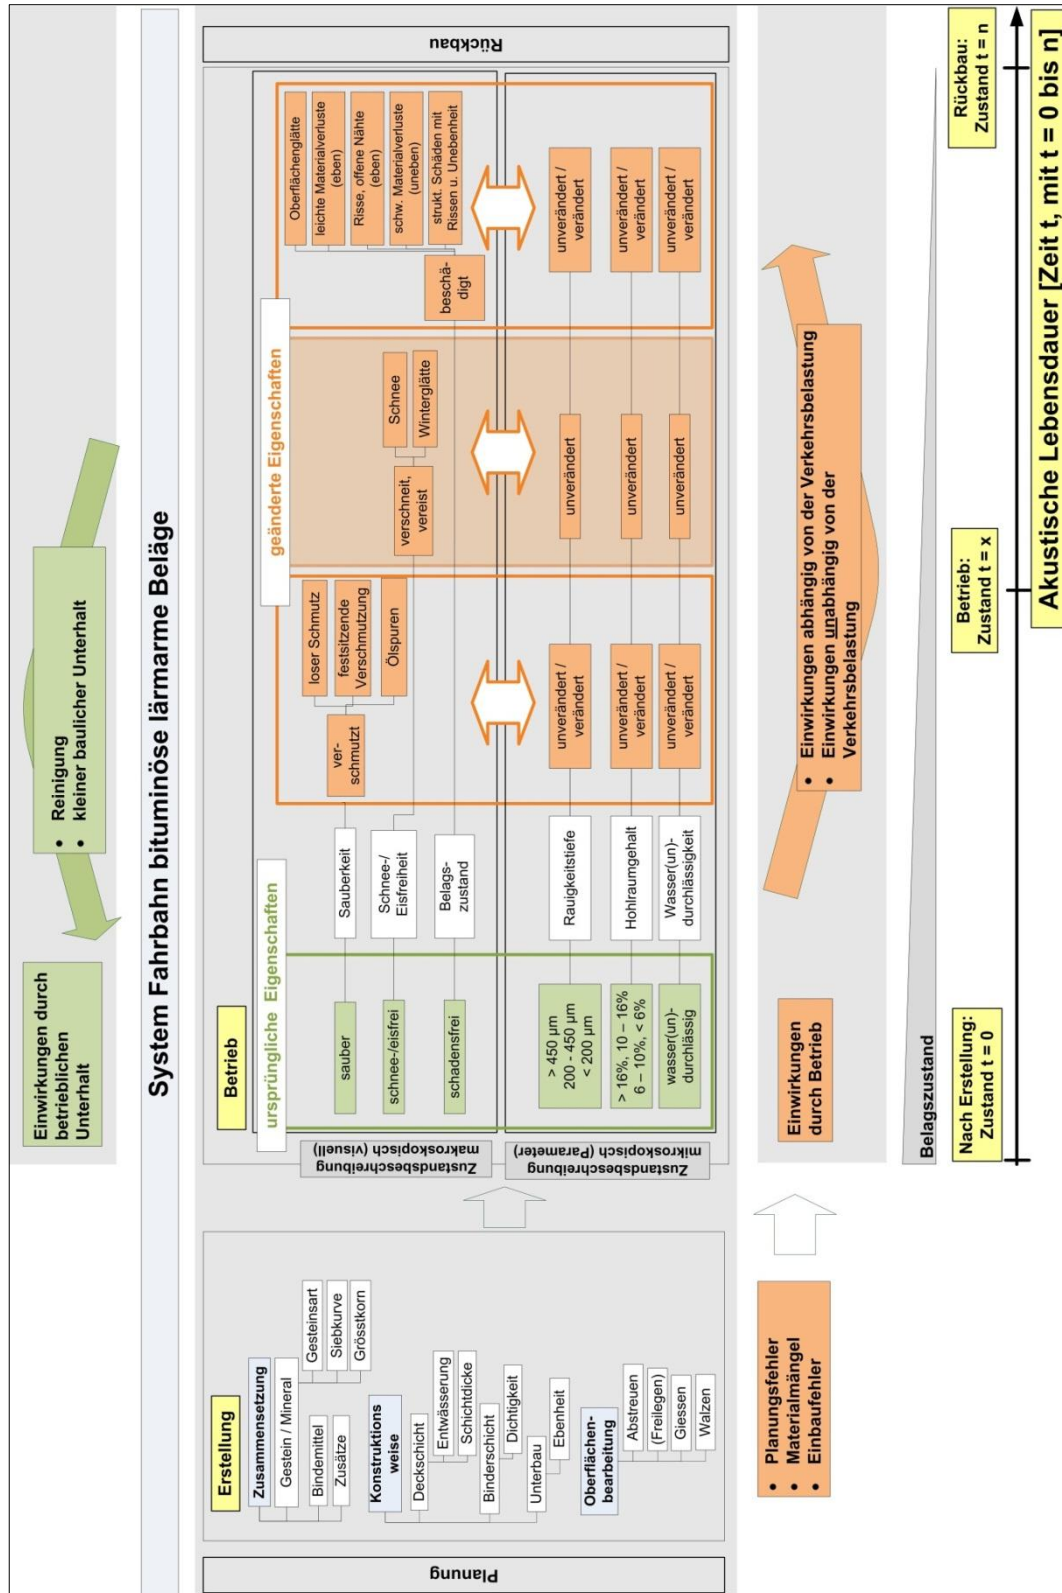 Einwirkungen durch
betrieblichen
Unterhalt
• Reinigung
• kleiner baulicher Unterhalt
System Fahrbahn bituminöse lärmarme Beläge
Planung
Erstellung
Zusammensetzung
Gestein / Mineral
Gesteinsart
Siebkurve
Grösstkorn
Bindemittel
Zusätze
Konstruktions
weise
Deckschicht
Entwässerung
Schichtdicke
Binderschicht
Dichtigkeit
Unterbau
Ebenheit
Oberflächen-
bearbeitung
Abstreuen
(Freilegen)
Giessen
Walzen
Betrieb
Zustandsbeschreibung
makroskopisch (visuell)
Zustandsbeschreibung
mikroskopisch (Parameter)
ursprüngliche Eigenschaften
sauber
schnee-/eisfrei
schadensfrei
> 450 µm
200 - 450 µm
< 200 µm
> 16%, 10 – 16%
6 – 10%, < 6%
wasser(un)-
durchlässig
Sauberkeit
Schnee-/
Eisfreiheit
Belags-
zustand
Rauigkeitstiefe
Hohlraumgehalt
Wasser(un)-
durchlässigkeit
geänderte Eigenschaften
ver-
schmutzt
loser Schmutz
festsitzende
Verschmutzung
Ölspuren
unverändert /
verändert
unverändert /
verändert
unverändert /
verändert
verschneit,
vereist
Schnee
Winterglätte
unverändert
unverändert
unverändert
beschä-
digt
Oberflächenglätte
leichte Materialverluste
(eben)
Risse, offene Nähte
(eben)
schw. Materialverluste
(uneben)
strukt. Schäden mit
Rissen u. Unebenheit
unverändert /
verändert
unverändert /
verändert
unverändert /
verändert
Rückbau
• Planungsfehler
• Materialmängel
• Einbaufehler
Einwirkungen
durch Betrieb
• Einwirkungen abhängig von der Verkehrsbelastung
• Einwirkungen unabhängig von der
Verkehrsbelastung
Belagszustand
Nach Erstellung:
Zustand t = 0
Betrieb:
Zustand t = x
Rückbau:
Zustand t = n
Akustische Lebensdauer [Zeit t, mit t = 0 bis n]